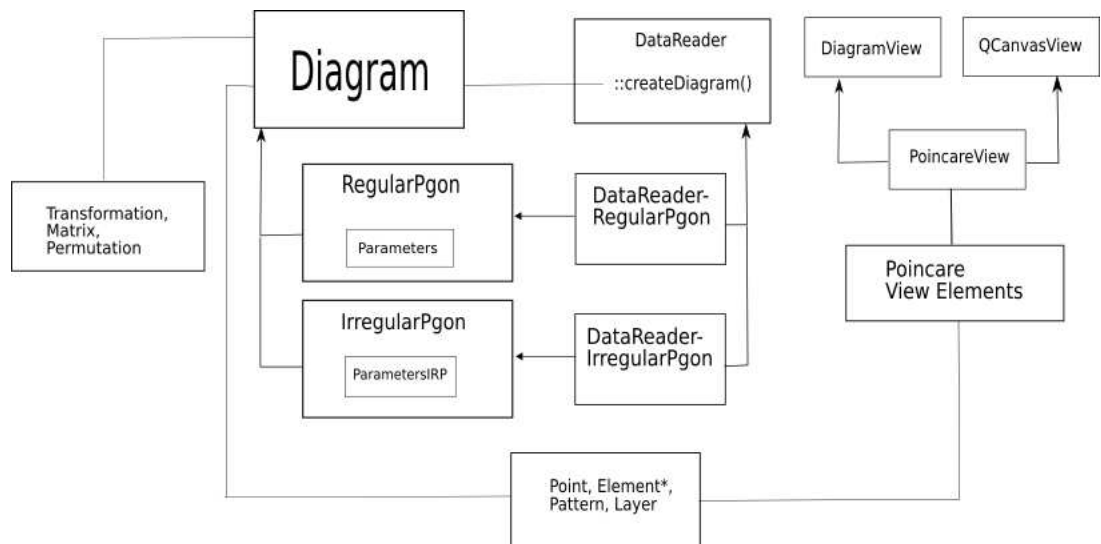 Diagram
DataReader
::createDiagram()
DiagramView
QCanvasView
PoincareView
Transformation,
Matrix,
Permutation
RegularPgon
Parameters
DataReader-
RegularPgon
Poincare
View Elements
IrregularPgon
ParametersIRP
DataReader-
IrregularPgon
Point, Element*,
Pattern, Layer